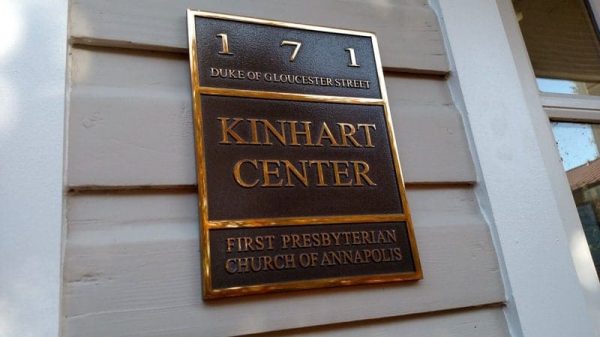 1 7 1
DUKE OF GLOUCESTER STREET
KINHART
CENTER
FIRST PRESBYTERIAN
CHURCH OF ANNAPOLIS